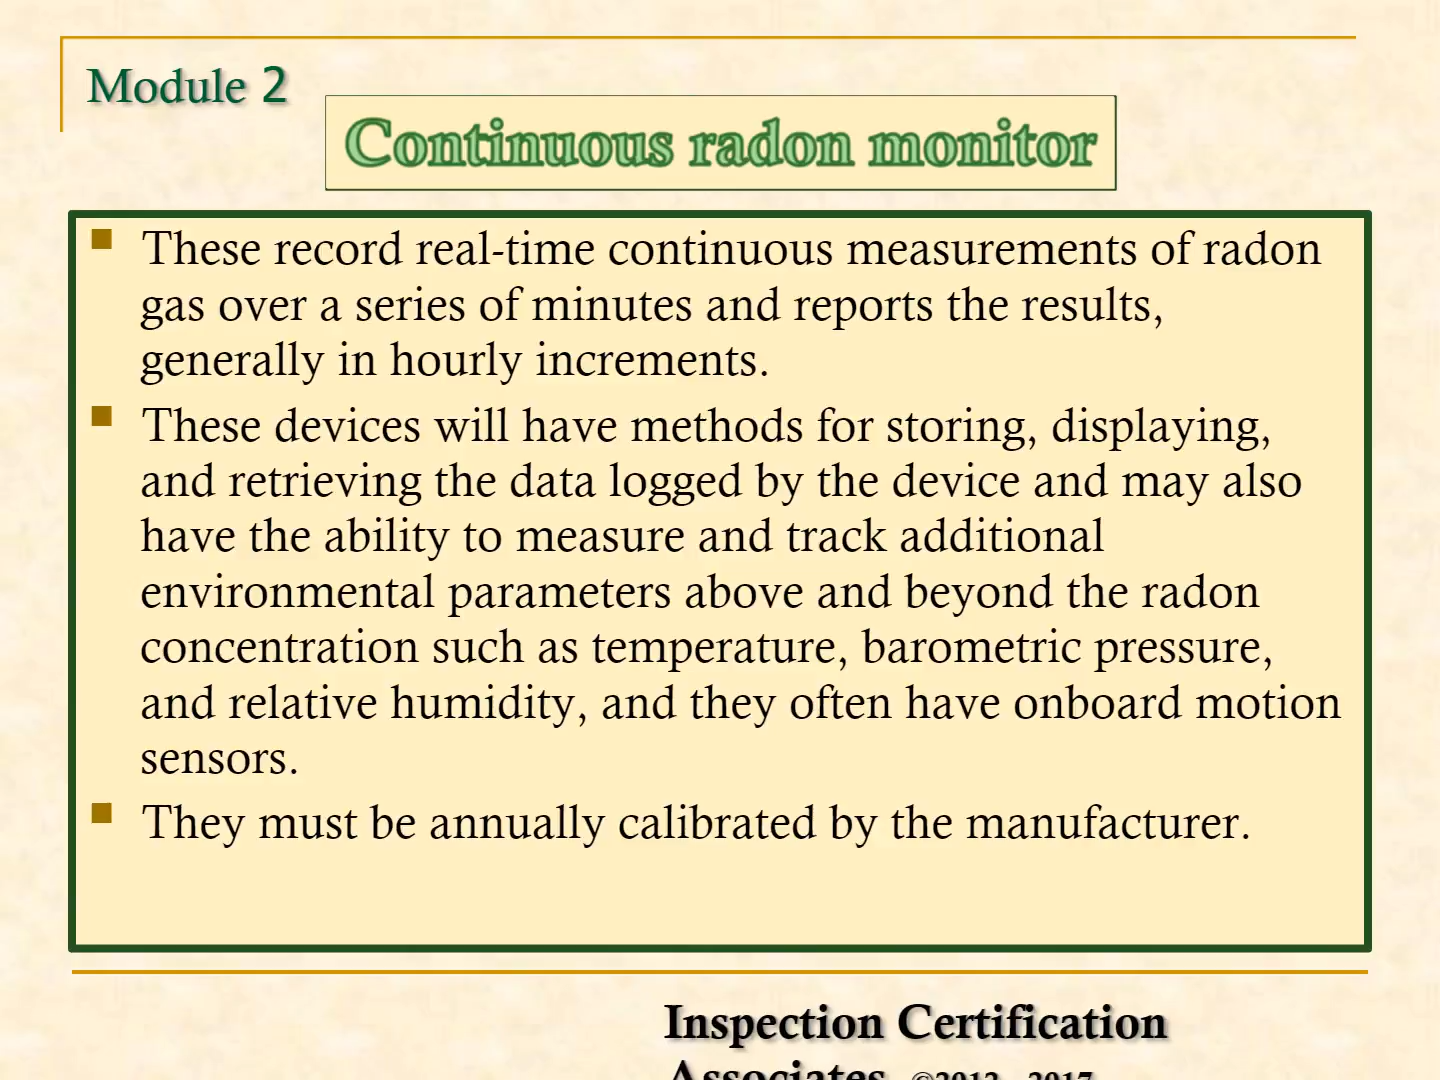 Module 2
Continuous radon monitor
These record real-time continuous measurements of radon
gas over a series of minutes and reports the results,
generally in hourly increments.
These devices will have methods for storing, displaying,
and retrieving the data logged by the device and may also
have the ability to measure and track additional
environmental parameters above and beyond the radon
concentration such as temperature, barometric pressure,
and relative humidity, and they often have onboard motion
sensors.
They must be annually calibrated by the manufacturer.
Inspection Certification
Associates ©2012 - 2017